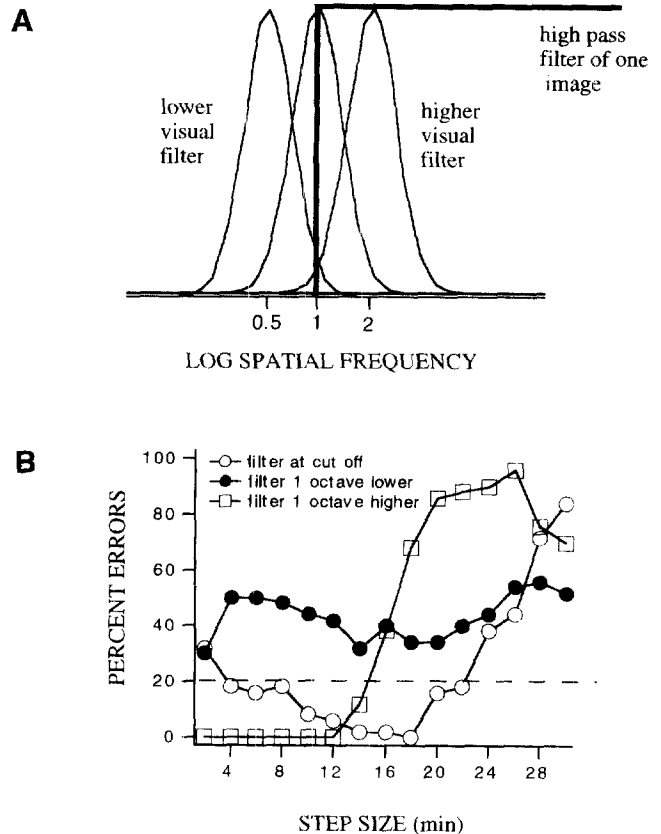 A
high pass
filter of one
image
lower
visual
filter
higher
visual
filter
0.5 1 2
LOG SPATIAL FREQUENCY
B
filter at cut off
filter 1 octave lower
filter 1 octave higher
PERCENT ERRORS
100
80
60
40
20
0
4 8 12 16 20 24 28
STEP SIZE (min)